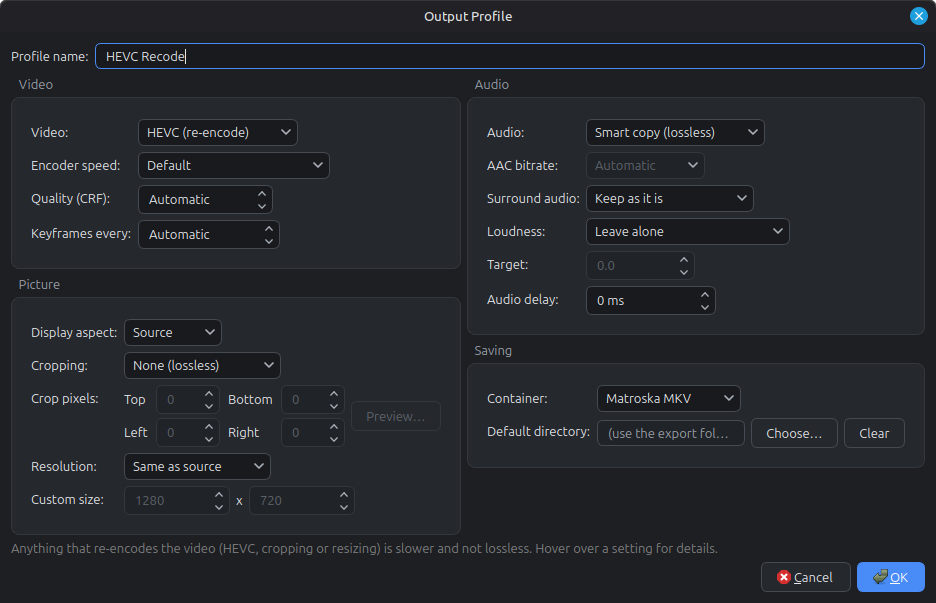 Output Profile
Profile name: HEVC Recode
Video
Video: HEVC (re-encode)
Encoder speed: Default
Quality (CRF): Automatic
Keyframes every: Automatic
Picture
Display aspect: Source
Cropping: None (lossless)
Crop pixels: Top 0 Bottom 0 Preview...
Left 0 Right 0
Resolution: Same as source
Custom size: 1280 x 720
Audio
Audio: Smart copy (lossless)
AAC bitrate: Automatic
Surround audio: Keep as it is
Loudness: Leave alone
Target: 0.0
Audio delay: 0 ms
Saving
Container: Matroska MKV
Default directory: (use the export fol... Choose... Clear
Anything that re-encodes the video (HEVC, cropping or resizing) is slower and not lossless. Hover over a setting for details.
Cancel OK